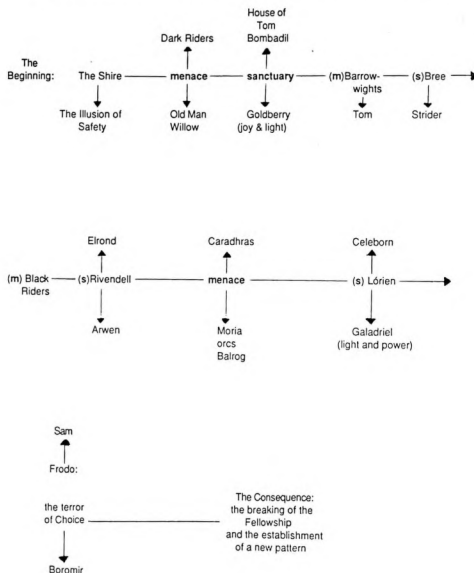 House of
Tom
Bombadil
Dark Riders
The
Beginning: The Shire menace sanctuary (m)Barrow-
wights (s)Bree
The Illusion of
Safety
Old Man
Willow
Goldberry
(joy & light)
Tom
Strider
Elrond
Caradhras
Celeborn
(m) Black
Riders
(s)Rivendell
menace
(s) Lórien
Arwen
Moria
orcs
Balrog
Galadriel
(light and power)
Sam
Frodo:
the terror
of Choice
The Consequence:
the breaking of the
Fellowship
and the establishment
of a new pattern
Boromir